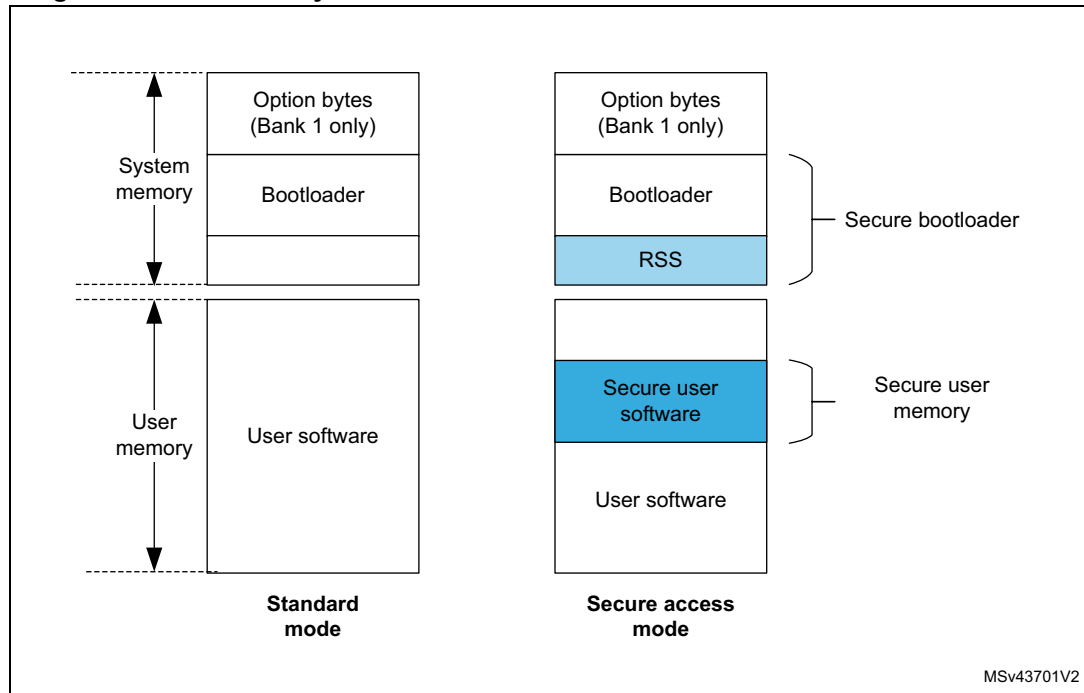 Option bytes
(Bank 1 only)
Option bytes
(Bank 1 only)
System
memory
Bootloader
Bootloader
Secure bootloader
RSS
User
memory
User software
Secure user
software
Secure user
memory
User software
Standard
mode
Secure access
mode
MSv43701V2